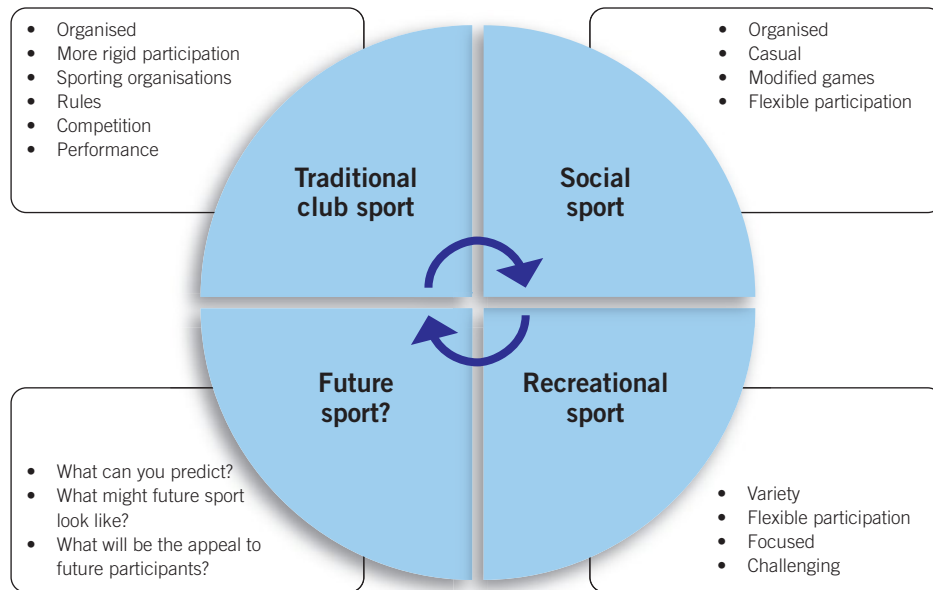 • Organised
• More rigid participation
• Sporting organisations
• Rules
• Competition
• Performance
• Organised
• Casual
• Modified games
• Flexible participation
Traditional
club sport
Social
sport
Future
sport?
Recreational
sport
• What can you predict?
• What might future sport
look like?
• What will be the appeal to
future participants?
• Variety
• Flexible participation
• Focused
• Challenging